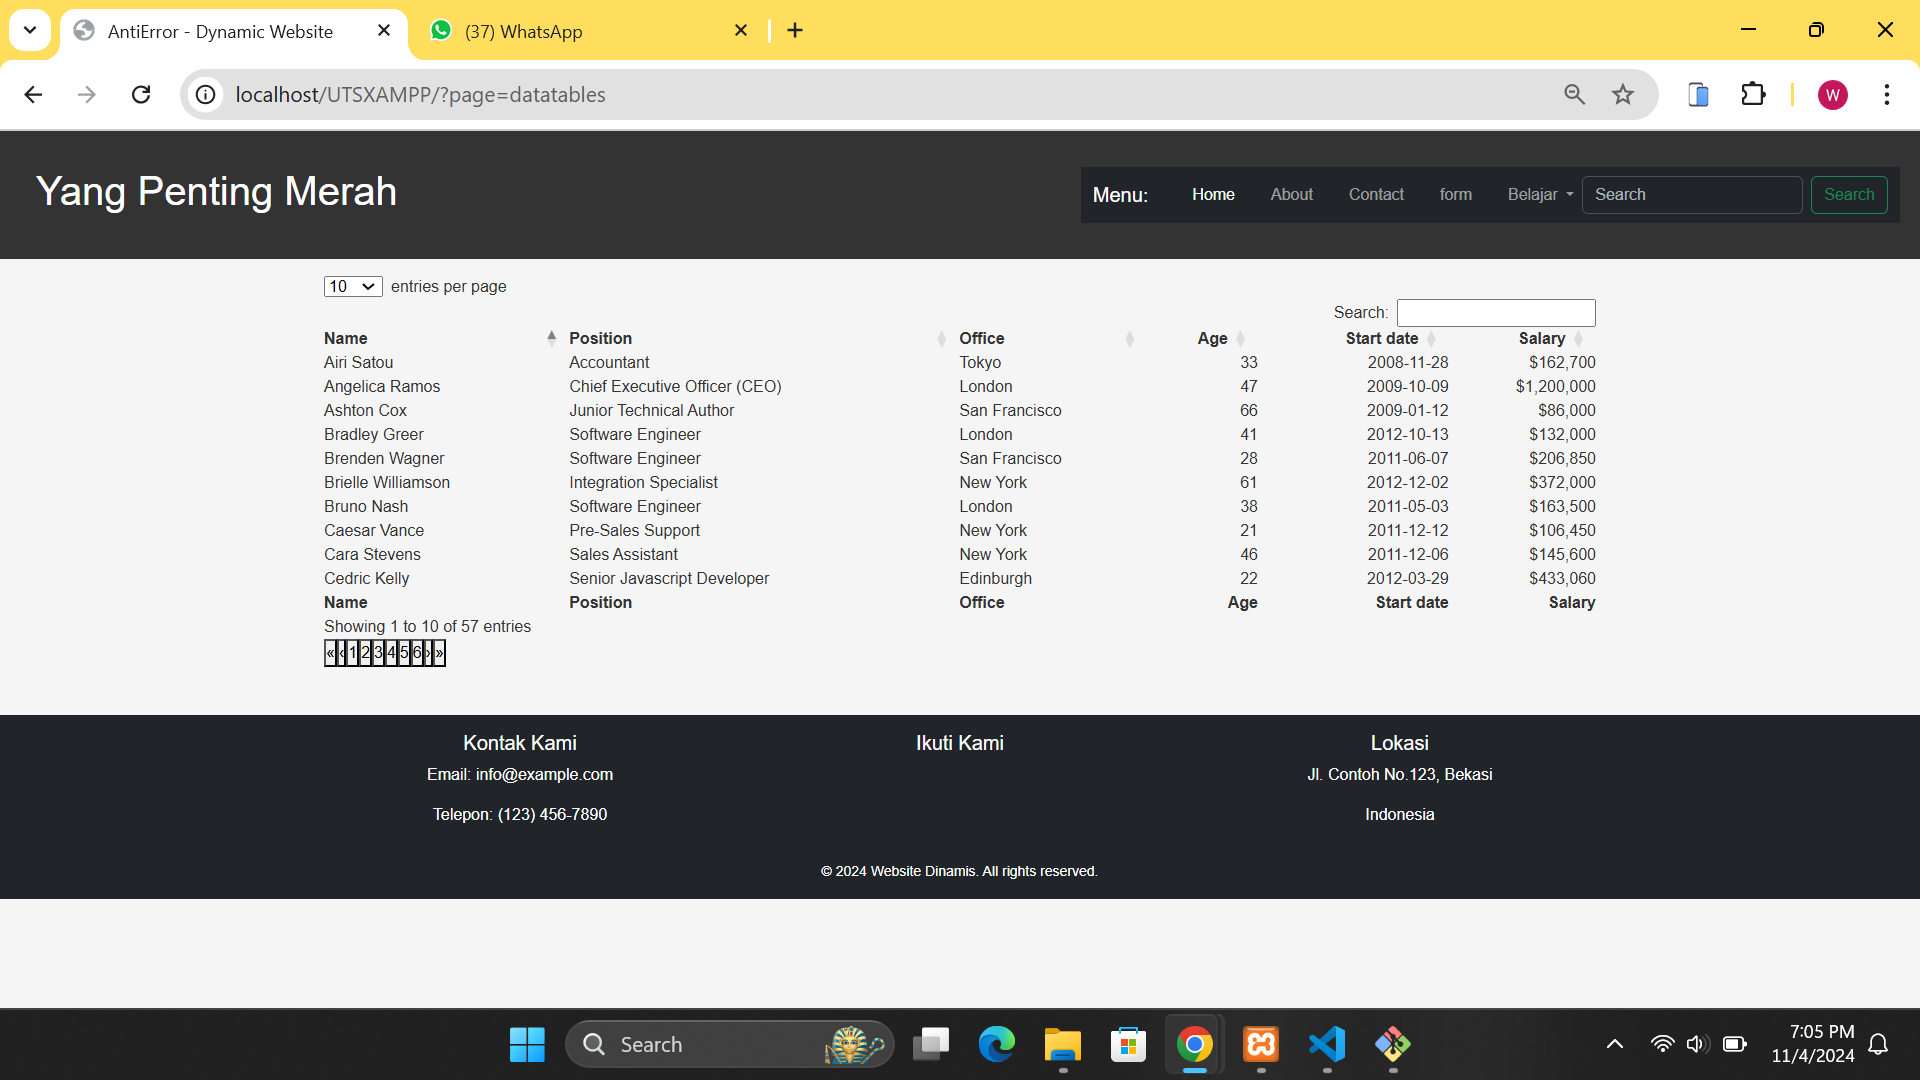 AntiError - Dynamic Website
(37) WhatsApp
localhost/UTSXAMPP/?page=datatables
W
Yang Penting Merah
Menu: Home About Contact form Belajar Search Search
10 entries per page
Search:
Name Position Office Age Start date Salary
Airi Satou Accountant Tokyo 33 2008-11-28 $162,700
Angelica Ramos Chief Executive Officer (CEO) London 47 2009-10-09 $1,200,000
Ashton Cox Junior Technical Author San Francisco 66 2009-01-12 $86,000
Bradley Greer Software Engineer London 41 2012-10-13 $132,000
Brenden Wagner Software Engineer San Francisco 28 2011-06-07 $206,850
Brielle Williamson Integration Specialist New York 61 2012-12-02 $372,000
Bruno Nash Software Engineer London 38 2011-05-03 $163,500
Caesar Vance Pre-Sales Support New York 21 2011-12-12 $106,450
Cara Stevens Sales Assistant New York 46 2011-12-06 $145,600
Cedric Kelly Senior Javascript Developer Edinburgh 22 2012-03-29 $433,060
Name Position Office Age Start date Salary
Showing 1 to 10 of 57 entries
« ‹ 1 2 3 4 5 6 › »
Kontak Kami Ikuti Kami Lokasi
Email: info@example.com Jl. Contoh No.123, Bekasi
Telepon: (123) 456-7890 Indonesia
© 2024 Website Dinamis. All rights reserved.
Search
7:05 PM
11/4/2024